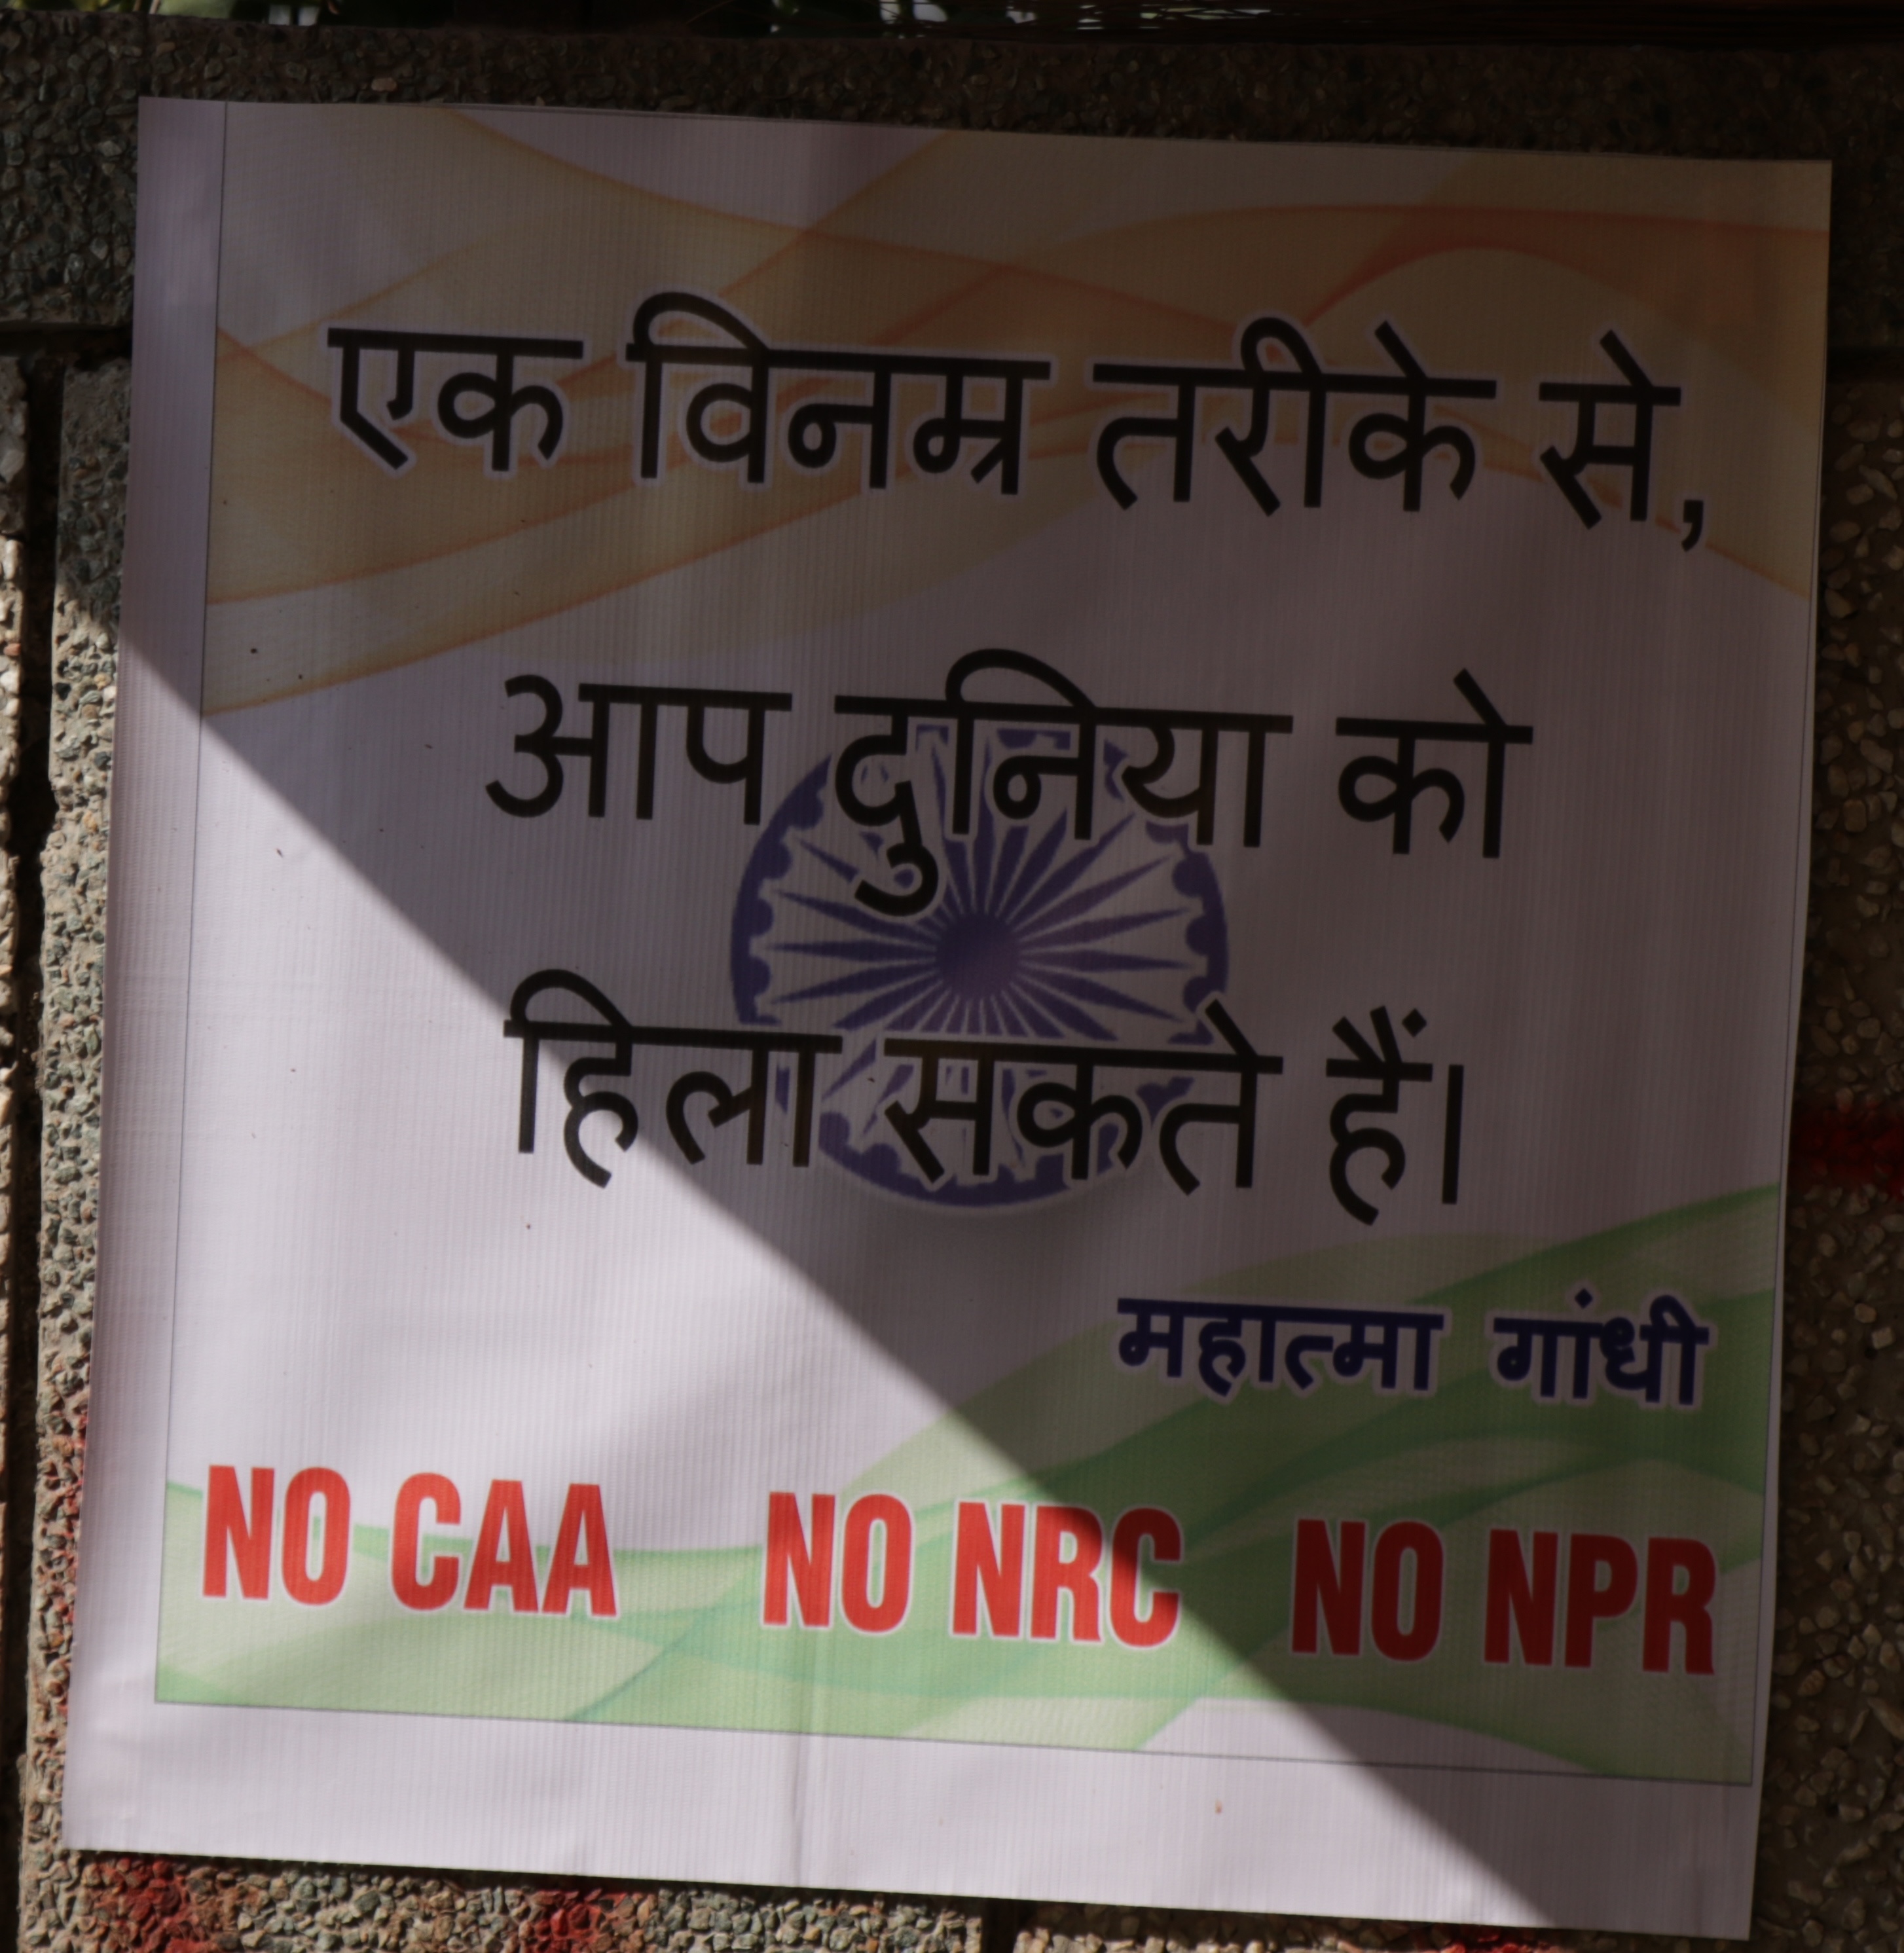 एक विनम्र तरीके से,
आप दुनिया को
हिला सकते हैं।
महात्मा गांधी
NO CAA NO NRC NO NPR